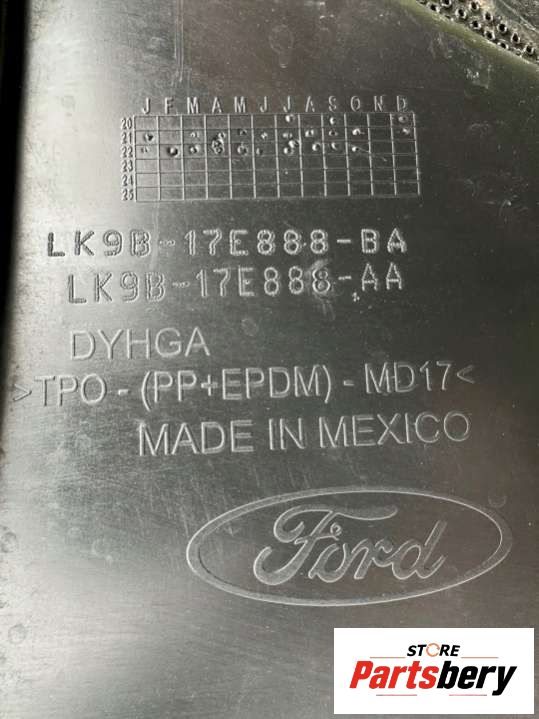 J F M A M J J A S O N D
20
21
22
23
24
25
LK9B-17E888-BA
LK9B-17E888-AA
DYHGA
>TPO-(PP+EPDM)-MD17<
MADE IN MEXICO
Ford
STORE
Partsbery